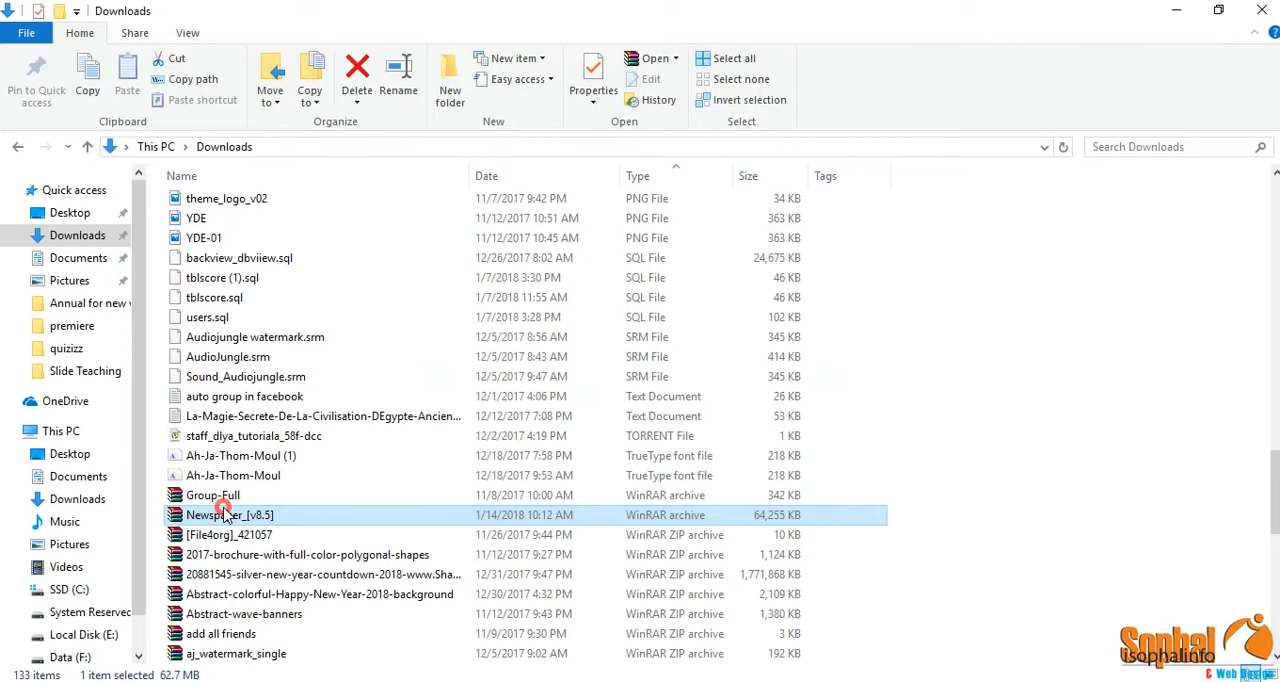 Downloads
File Home Share View
Pin to Quick access
Copy
Paste
Cut
Copy path
Paste shortcut
Clipboard
Move to
Copy to
Delete
Rename
Organize
New folder
New item
Easy access
New
Properties
Open
Edit
History
Open
Select all
Select none
Invert selection
Select
This PC Downloads
Search Downloads
Quick access
Desktop
Downloads
Documents
Pictures
Annual for new
premiere
quizizz
Slide Teaching
OneDrive
This PC
Desktop
Documents
Downloads
Music
Pictures
Videos
SSD (C:)
System Reserved
Local Disk (E:)
Data (F:)
Name Date Type Size Tags
theme_logo_v02 11/7/2017 9:42 PM PNG File 34 KB
YDE 11/12/2017 10:51 AM PNG File 363 KB
YDE-01 11/12/2017 10:45 AM PNG File 363 KB
backview_dbviiew.sql 12/26/2017 8:02 AM SQL File 24,675 KB
tblscore (1).sql 1/7/2018 3:30 PM SQL File 46 KB
tblscore.sql 1/7/2018 11:55 AM SQL File 46 KB
users.sql 1/7/2018 3:28 PM SQL File 102 KB
Audiojungle watermark.srm 12/5/2017 8:56 AM SRM File 345 KB
AudioJungle.srm 12/5/2017 8:43 AM SRM File 414 KB
Sound_Audiojungle.srm 12/5/2017 9:47 AM SRM File 345 KB
auto group in facebook 12/1/2017 4:06 PM Text Document 26 KB
La-Magie-Secrete-De-La-Civilisation-DEgypte-Ancien... 12/12/2017 7:08 PM Text Document 53 KB
staff_dlya_tutoriala_58f-dcc 12/2/2017 4:19 PM TORRENT File 1 KB
Ah-Ja-Thom-Moul (1) 12/18/2017 7:58 PM TrueType font file 218 KB
Ah-Ja-Thom-Moul 12/18/2017 9:53 AM TrueType font file 218 KB
Group-Full 11/8/2017 10:00 AM WinRAR archive 342 KB
Newspaper_[v8.5] 1/14/2018 10:12 AM WinRAR archive 64,255 KB
[File4org]_421057 11/26/2017 9:44 PM WinRAR ZIP archive 10 KB
2017-brochure-with-full-color-polygonal-shapes 11/12/2017 9:27 PM WinRAR ZIP archive 1,124 KB
20881545-silver-new-year-countdown-2018-www.Sha... 12/31/2017 9:47 PM WinRAR ZIP archive 1,771,868 KB
Abstract-colorful-Happy-New-Year-2018-background 12/30/2017 4:32 PM WinRAR ZIP archive 2,109 KB
Abstract-wave-banners 11/12/2017 9:43 PM WinRAR ZIP archive 1,380 KB
add all friends 11/9/2017 9:30 PM WinRAR ZIP archive 3 KB
aj_watermark_single 12/5/2017 9:02 AM WinRAR ZIP archive 192 KB
133 items 1 item selected 62.7 MB
Sophal
lisophalinfo
& Web Design